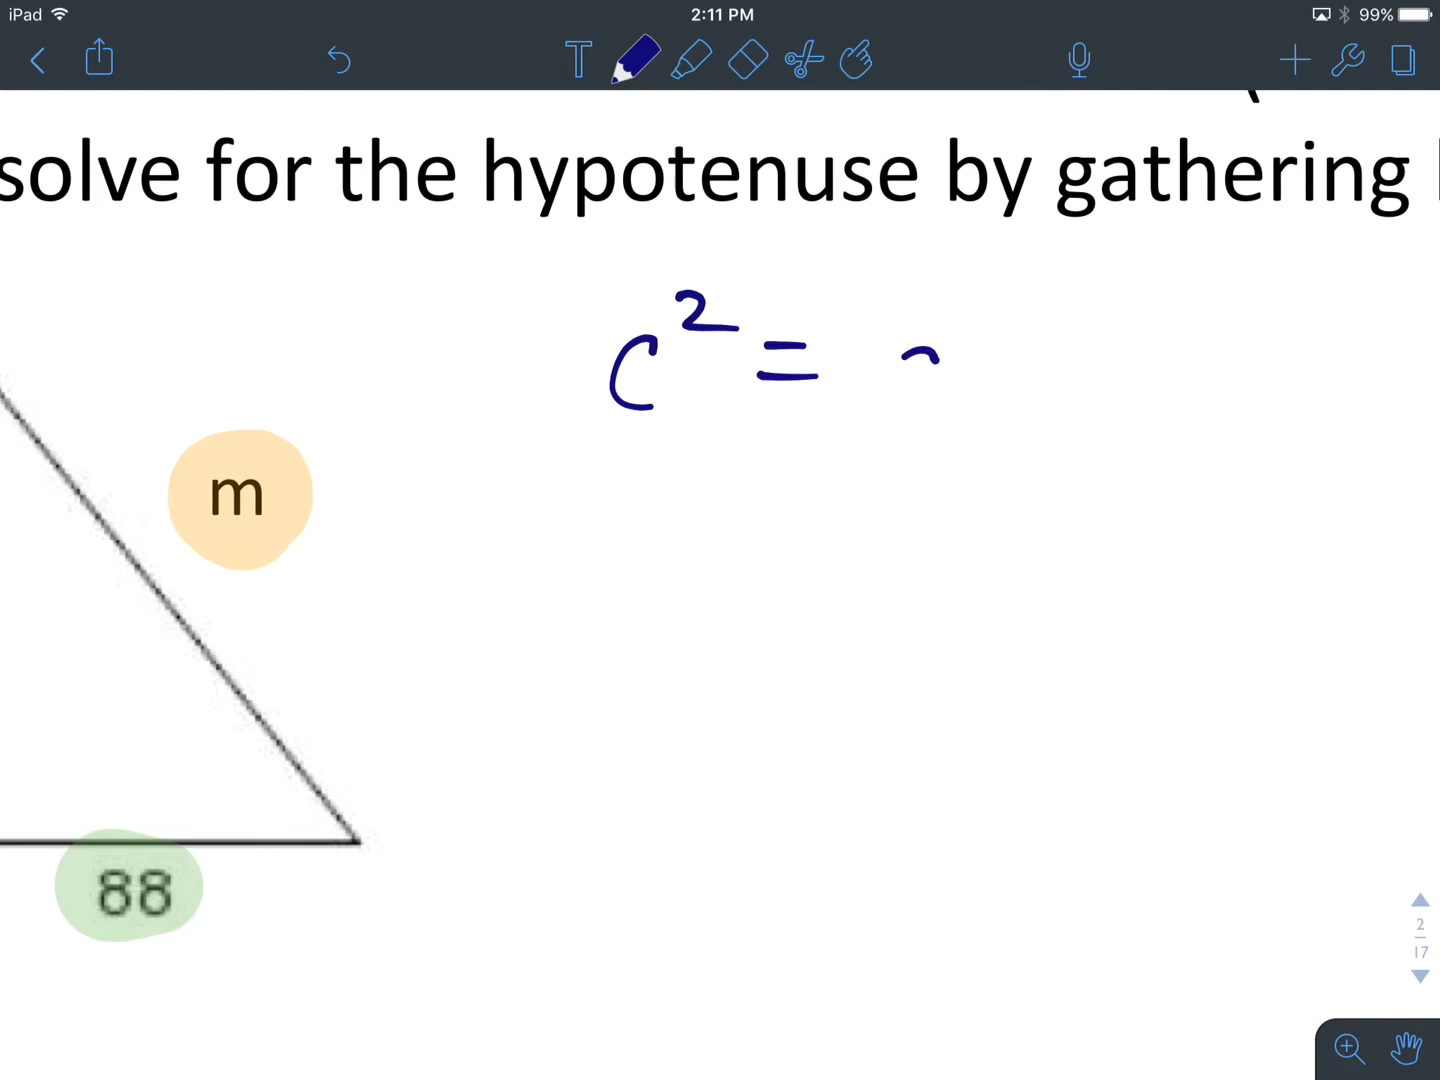 iPad 2:11 PM 99%
T
solve for the hypotenuse by gathering
c² =
m
88
2
17